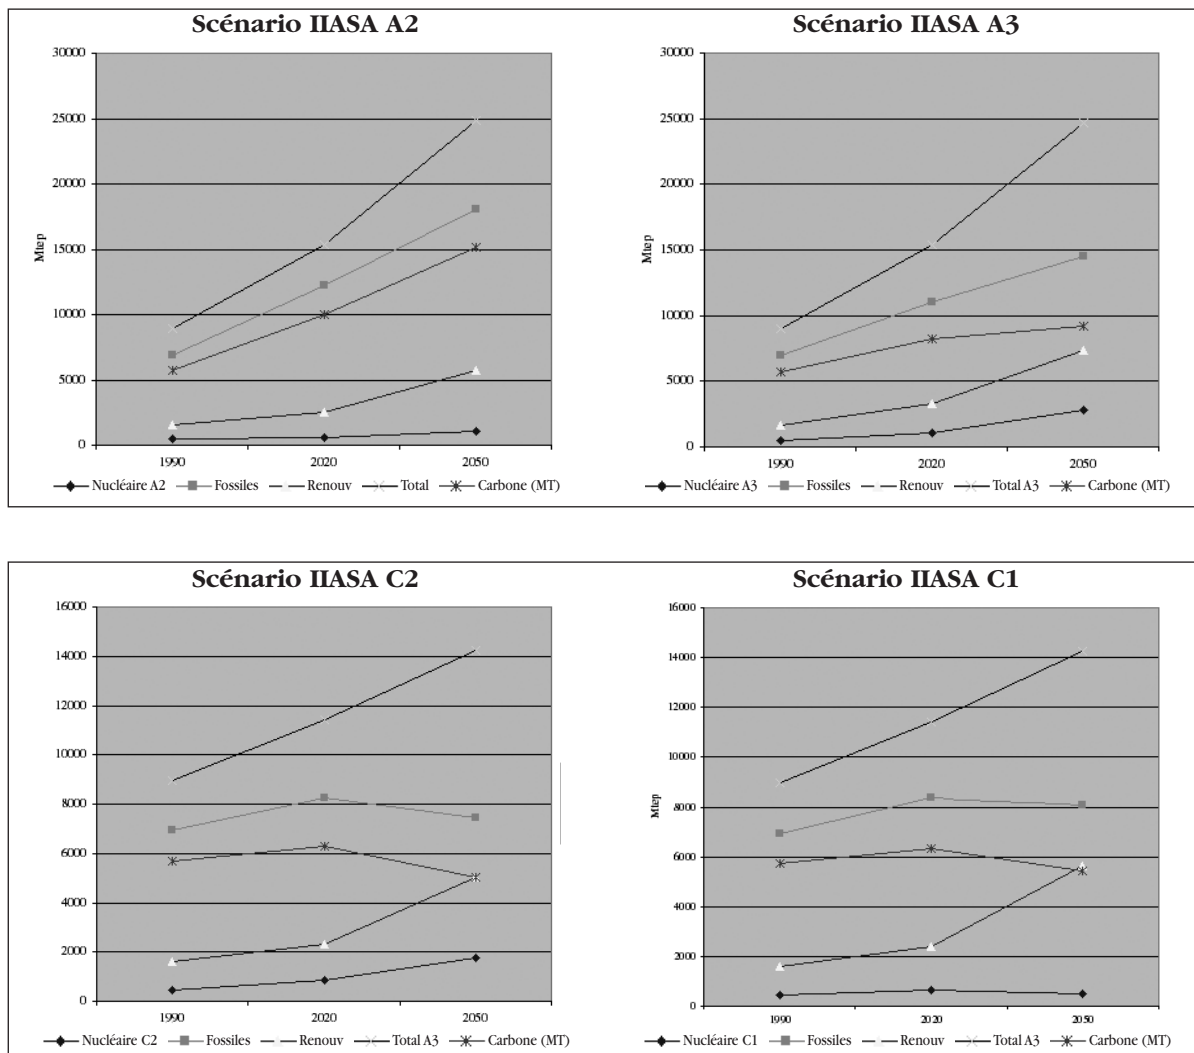 Scénario IIASA A2
30000
25000
20000
15000
10000
5000
0
Mtep
1990 2020 2050
Nucléaire A2 Fossiles Renouv Total Carbone (MT)
Scénario IIASA A3
30000
25000
20000
15000
10000
5000
0
Mtep
1990 2020 2050
Nucléaire A3 Fossiles Renouv Total A3 Carbone (MT)
Scénario IIASA C2
16000
14000
12000
10000
8000
6000
4000
2000
0
1990 2020 2050
Nucléaire C2 Fossiles Renouv Total A3 Carbone (MT)
Scénario IIASA C1
16000
14000
12000
10000
8000
6000
4000
2000
0
Mtep
1990 2020 2050
Nucléaire C1 Fossiles Renouv Total A3 Carbone (MT)